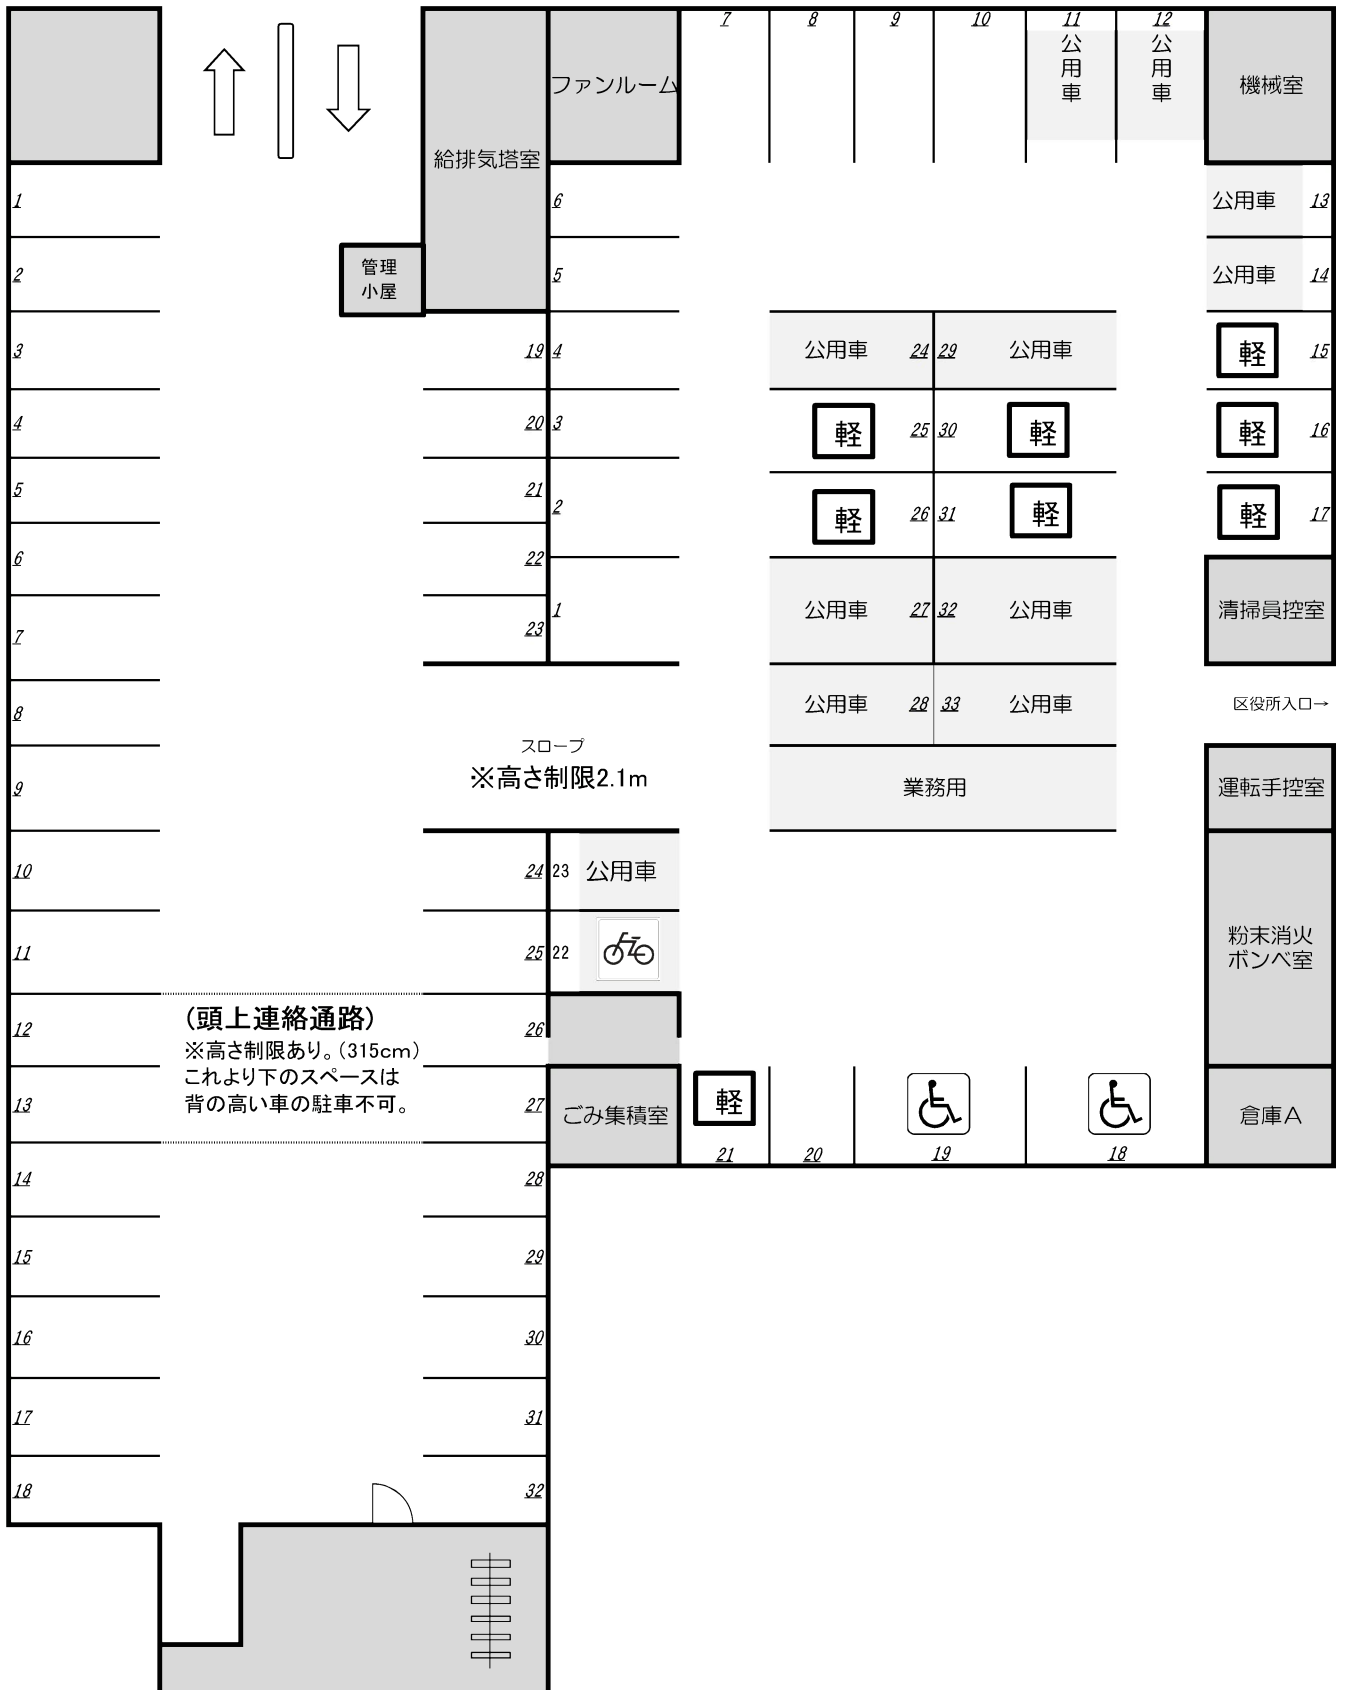 7
8
9
10
11
公用車
12
公用車
ファンルーム
機械室
給排気塔室
1
6
公用車
13
2
管理
小屋
5
公用車
14
3
19
4
公用車
24
29
公用車
軽
15
4
20
3
軽
25
30
軽
軽
16
5
21
2
軽
26
31
軽
軽
17
6
22
7
23
1
公用車
27
32
公用車
清掃員控室
8
公用車
28
33
公用車
区役所入口→
スロープ
※高さ制限2.1m
9
業務用
運転手控室
10
24
23
公用車
11
25
22
粉末消火
ボンベ室
12
(頭上連絡通路)
※高さ制限あり。(315cm)
これより下のスペースは
背の高い車の駐車不可。
26
13
27
ごみ集積室
軽
21
20
19
18
倉庫A
14
28
15
29
16
30
17
31
18
32